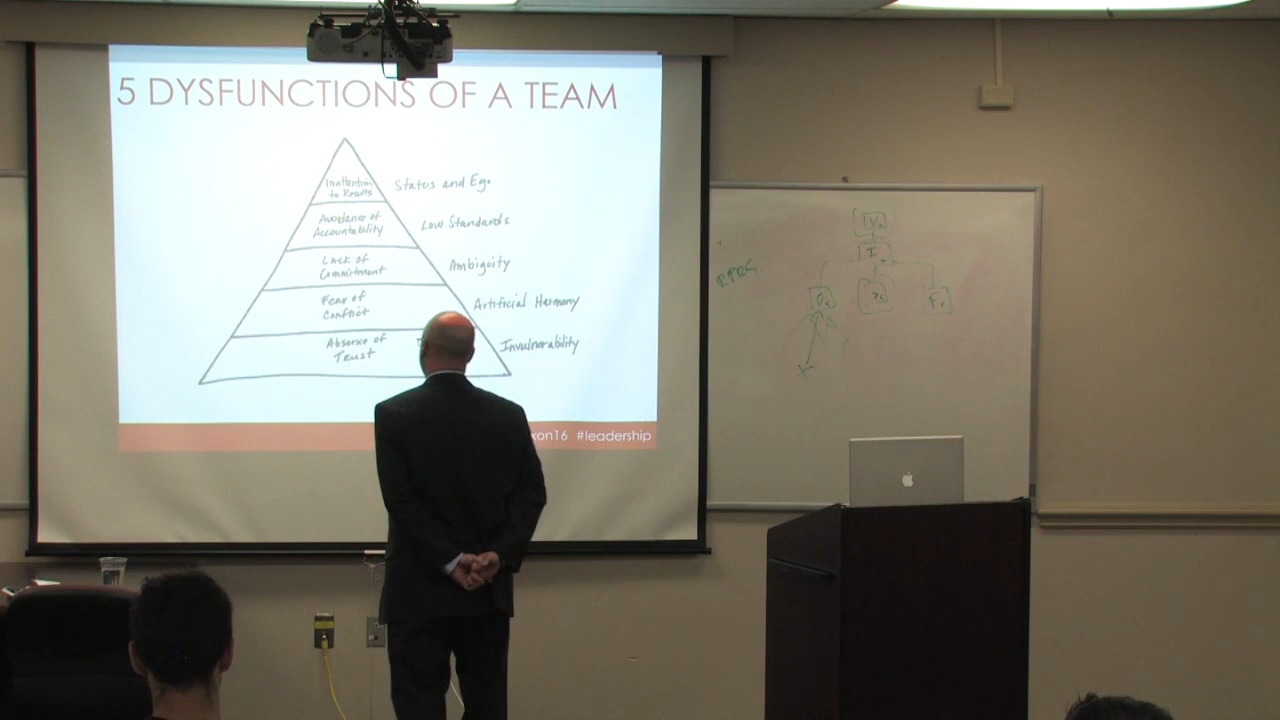 5 DYSFUNCTIONS OF A TEAM
Inattention
to Results
Status and Ego
Avoidance of
Accountability
Low Standards
Lack of
Commitment
Ambiguity
Fear of
Conflict
Artificial Harmony
Absence of
Trust
Invulnerability
xon16 #leadership